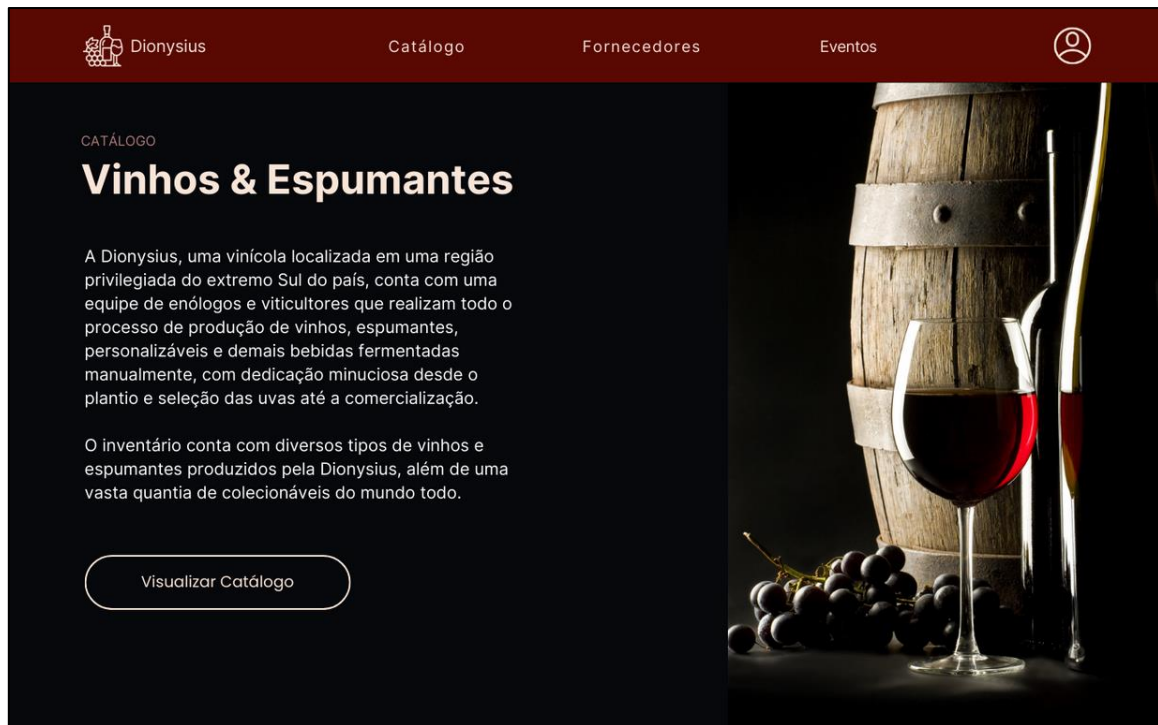 Dionysius
Catálogo
Fornecedores
Eventos
CATÁLOGO
Vinhos & Espumantes
A Dionysius, uma vinícola localizada em uma região
privilegiada do extremo Sul do país, conta com uma
equipe de enólogos e viticultores que realizam todo o
processo de produção de vinhos, espumantes,
personalizáveis e demais bebidas fermentadas
manualmente, com dedicação minuciosa desde o
plantio e seleção das uvas até a comercialização.
O inventário conta com diversos tipos de vinhos e
espumantes produzidos pela Dionysius, além de uma
vasta quantia de colecionáveis do mundo todo.
Visualizar Catálogo